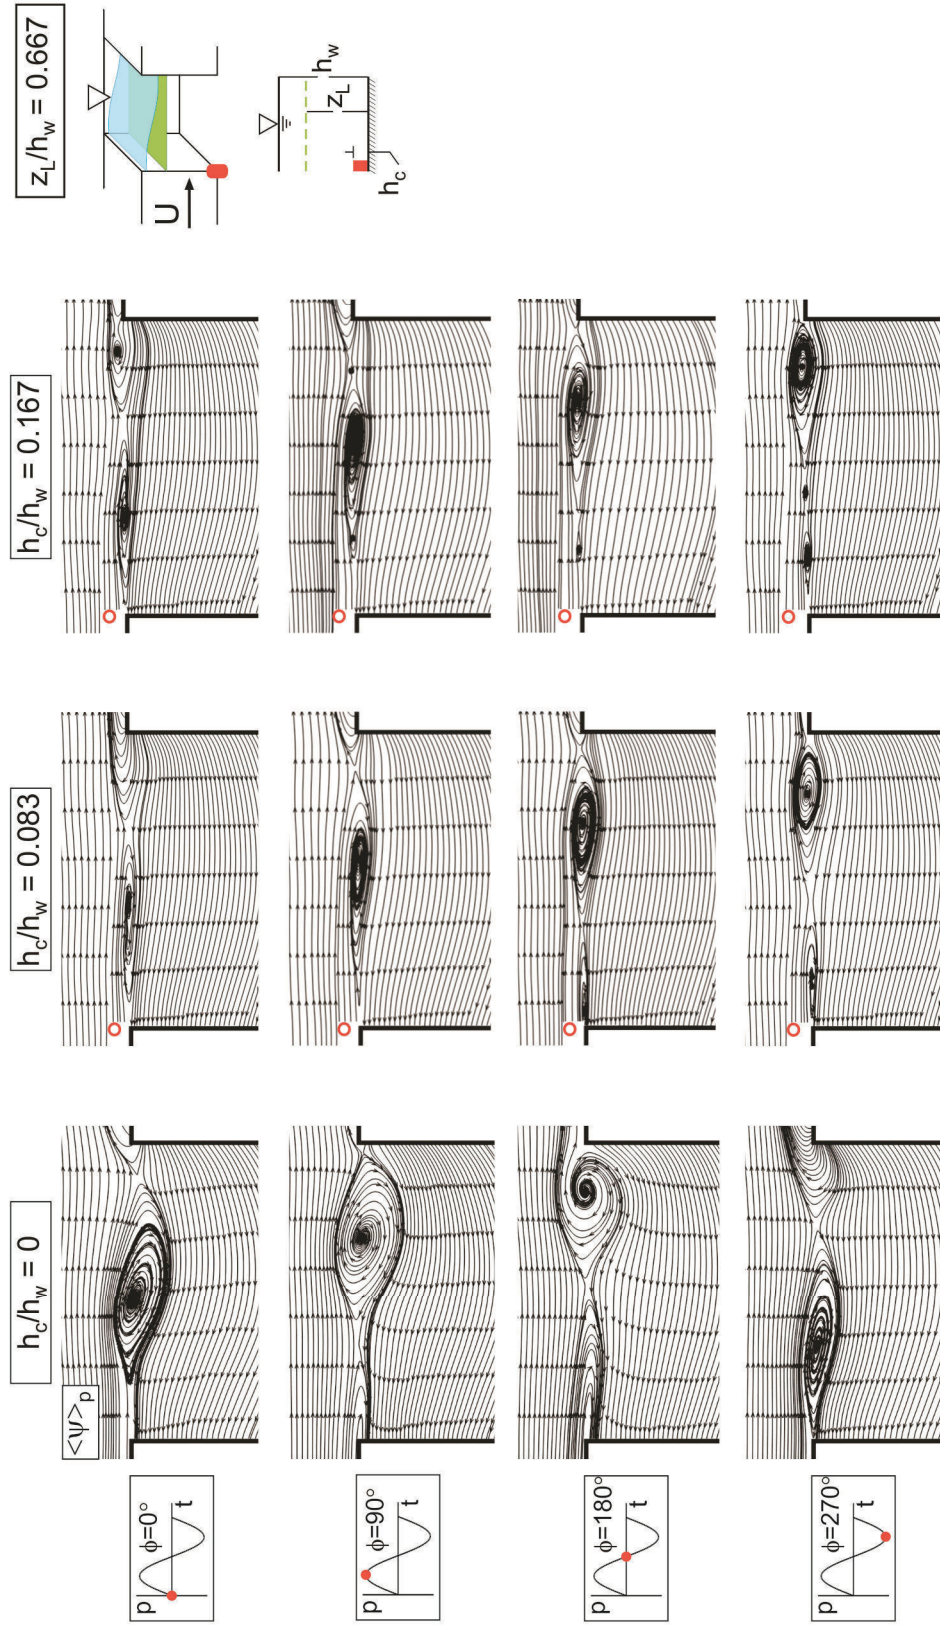 h_c/h_w = 0
h_c/h_w = 0.083
h_c/h_w = 0.167
z_L/h_w = 0.667
<ψ>_p
U
h_w
z_L
h_c
p
ϕ=0°
t
p
ϕ=90°
t
p
ϕ=180°
t
p
ϕ=270°
t